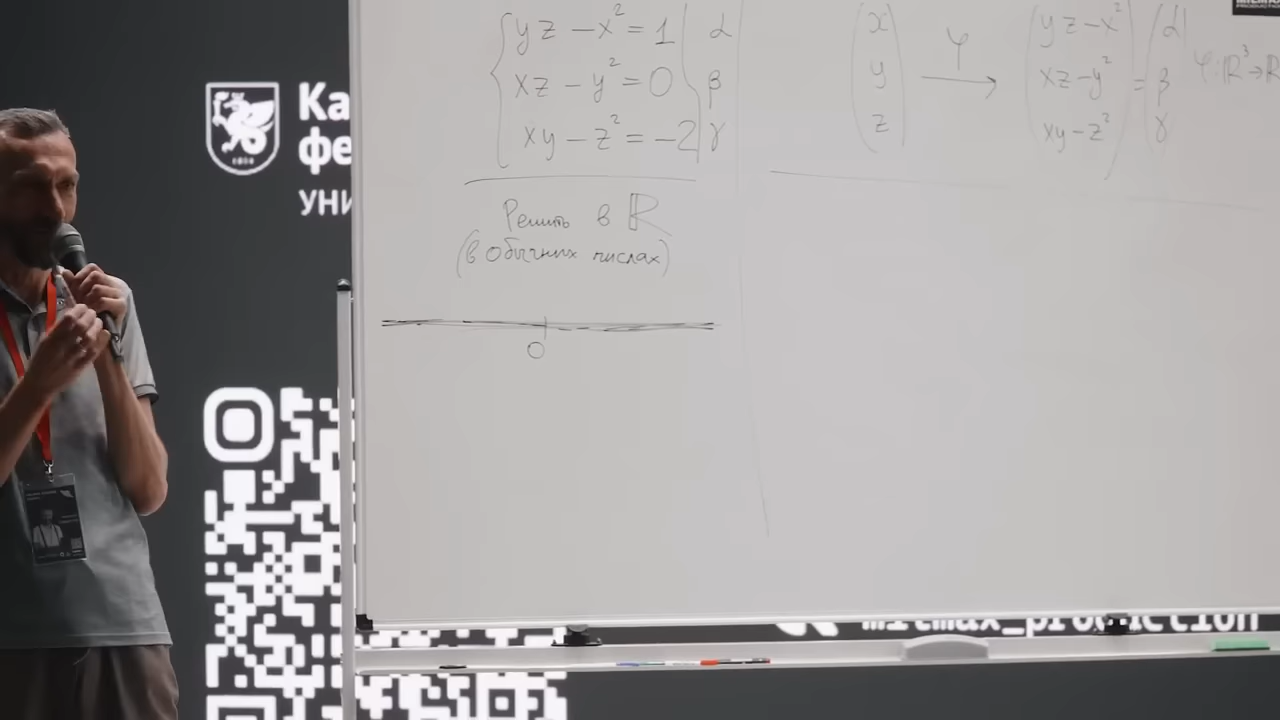 yz − x² = 1 | α
xz − y² = 0 | β
xy − z² = −2 | γ
Решить в ℝ
(в обычных числах)
0
x
y
z
φ
yz − x²
xz − y²
xy − z²
=
α
β
γ
φ: ℝ³ → ℝ
Ка
фе
УНИ
mitmax_production